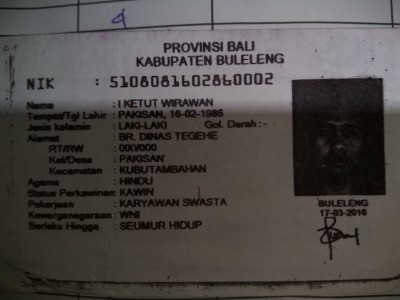 PROVINSI BALI
KABUPATEN BULELENG
NIK : 5108081602860002
Nama : I KETUT WIRAWAN
Tempat/Tgl Lahir : PAKISAN, 16-02-1986
Jenis kelamin : LAKI-LAKI Gol. Darah : -
Alamat : BR. DINAS TEGEHE
RT/RW : 000/000
Kel/Desa : PAKISAN
Kecamatan : KUBUTAMBAHAN
Agama : HINDU
Status Perkawinan: KAWIN
Pekerjaan : KARYAWAN SWASTA
Kewarganegaraan: WNI
Berlaku Hingga : SEUMUR HIDUP
BULELENG
17-03-2016